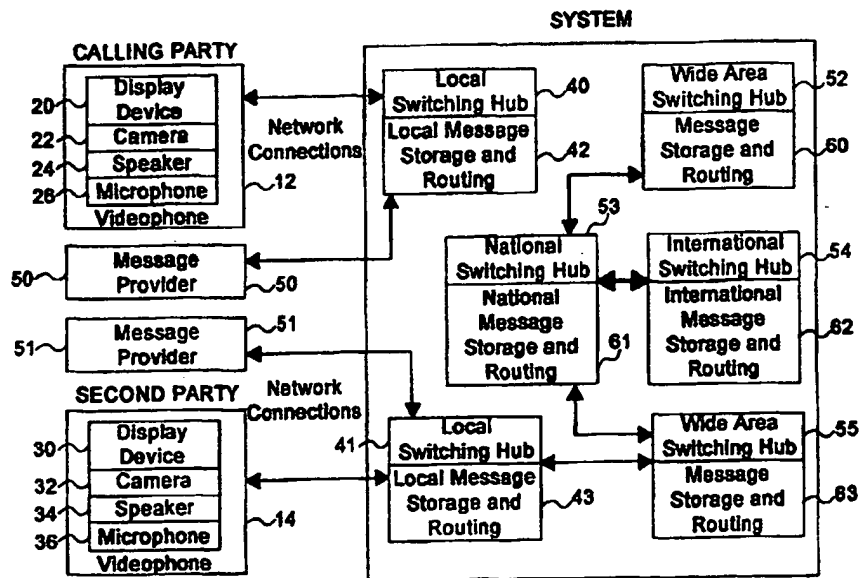 SYSTEM
CALLING PARTY
Display
Device
20
Camera
22
Speaker
24
Microphone
26
Videophone
12
Network
Connections
Local
Switching Hub
40
Local Message
Storage and
Routing
42
Wide Area
Switching Hub
52
Message
Storage and
Routing
60
50
Message
Provider
50
53
National
Switching Hub
National
Message
Storage and
Routing
61
International
Switching Hub
54
International
Message
Storage and
Routing
62
51
Message
Provider
51
SECOND PARTY
Network
Connections
Display
Device
30
Camera
32
Speaker
34
Microphone
36
Videophone
14
41
Local
Switching Hub
Local Message
Storage and
Routing
43
Wide Area
Switching Hub
55
Message
Storage and
Routing
63